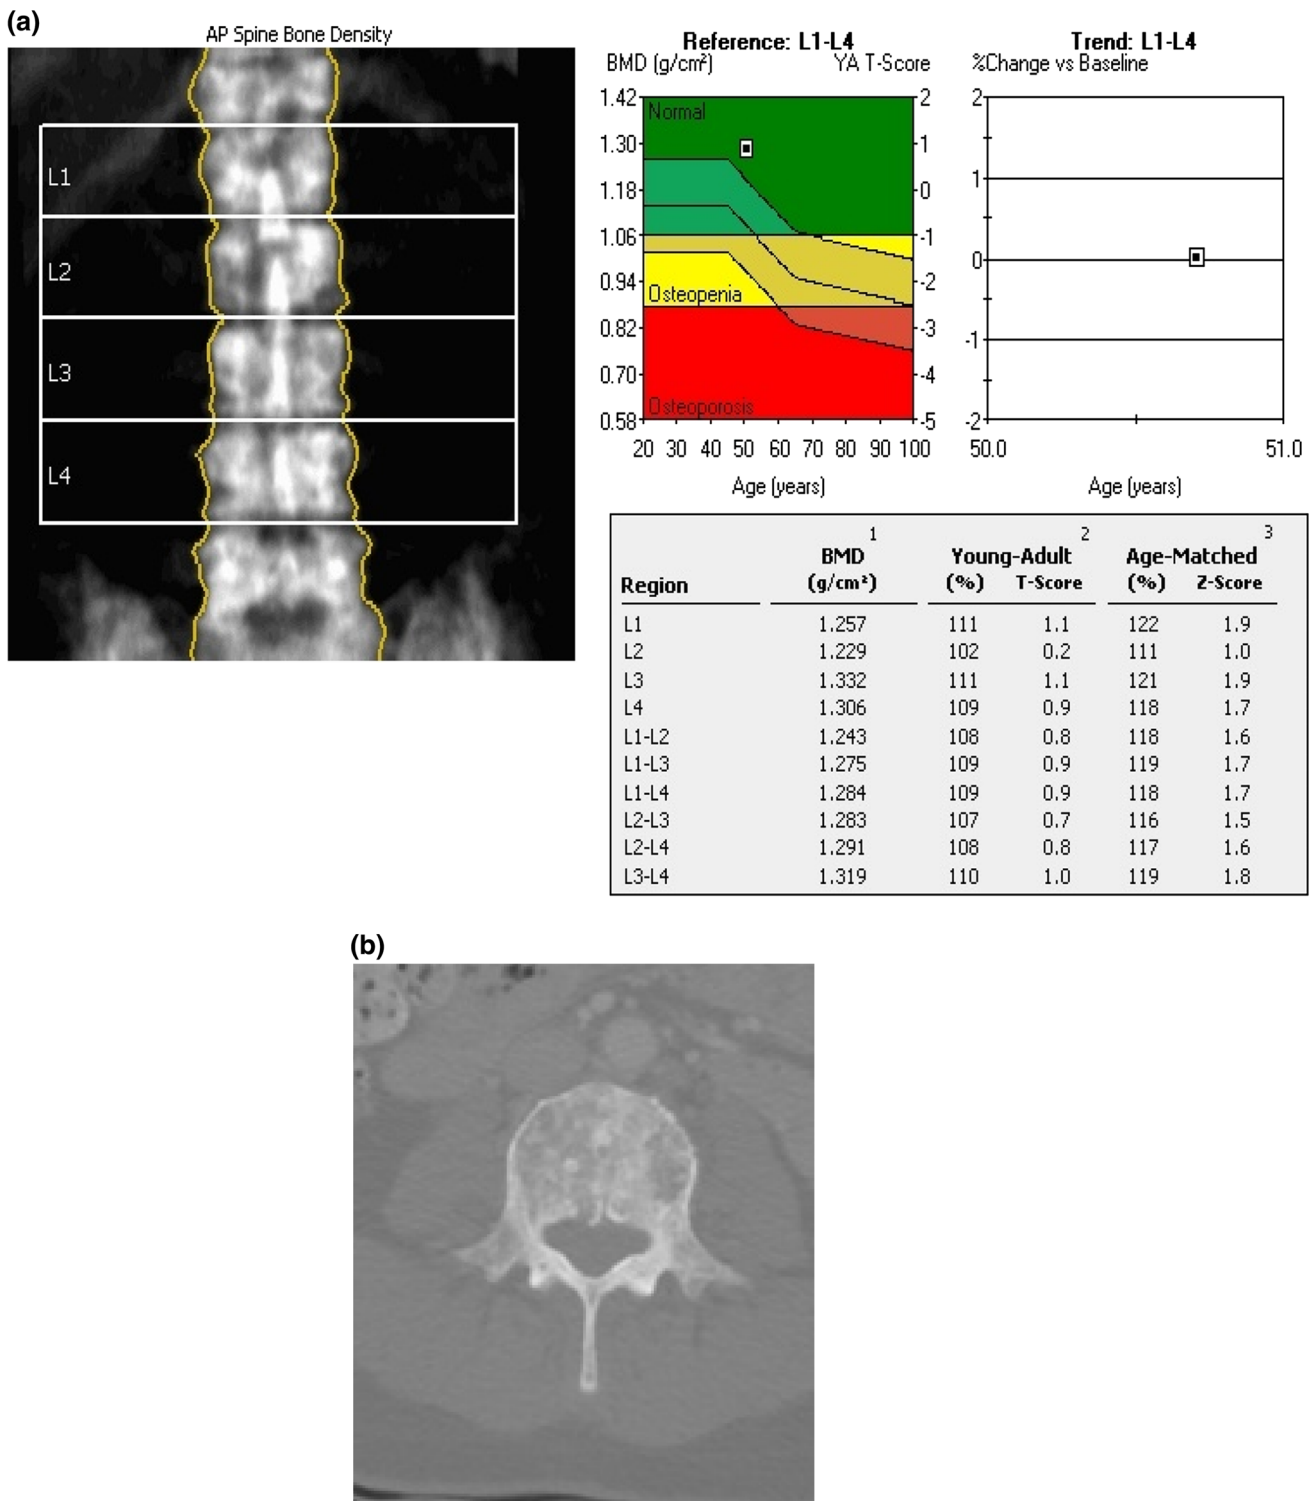 (a)
AP Spine Bone Density
L1
L2
L3
L4
Reference: L1-L4
BMD (g/cm²) YA T-Score
1.42 2
Normal
1.30 1
1.18 0
1.06 -1
0.94 -2
Osteopenia
0.82 -3
0.70 -4
Osteoporosis
0.58 -5
20 30 40 50 60 70 80 90 100
Age (years)
Trend: L1-L4
%Change vs Baseline
2
1
0
-1
-2
50.0 51.0
Age (years)
1 2 3
BMD Young-Adult Age-Matched
Region (g/cm²) (%) T-Score (%) Z-Score
L1 1.257 111 1.1 122 1.9
L2 1.229 102 0.2 111 1.0
L3 1.332 111 1.1 121 1.9
L4 1.306 109 0.9 118 1.7
L1-L2 1.243 108 0.8 118 1.6
L1-L3 1.275 109 0.9 119 1.7
L1-L4 1.284 109 0.9 118 1.7
L2-L3 1.283 107 0.7 116 1.5
L2-L4 1.291 108 0.8 117 1.6
L3-L4 1.319 110 1.0 119 1.8
(b)